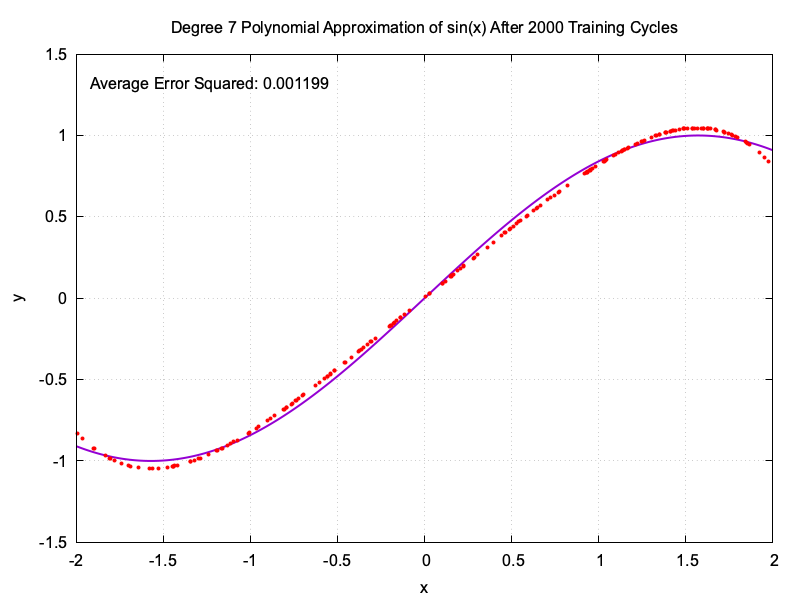 Degree 7 Polynomial Approximation of sin(x) After 2000 Training Cycles
1.5
Average Error Squared: 0.001199
1
0.5
y
0
-0.5
-1
-1.5
-2 -1.5 -1 -0.5 0 0.5 1 1.5 2
x